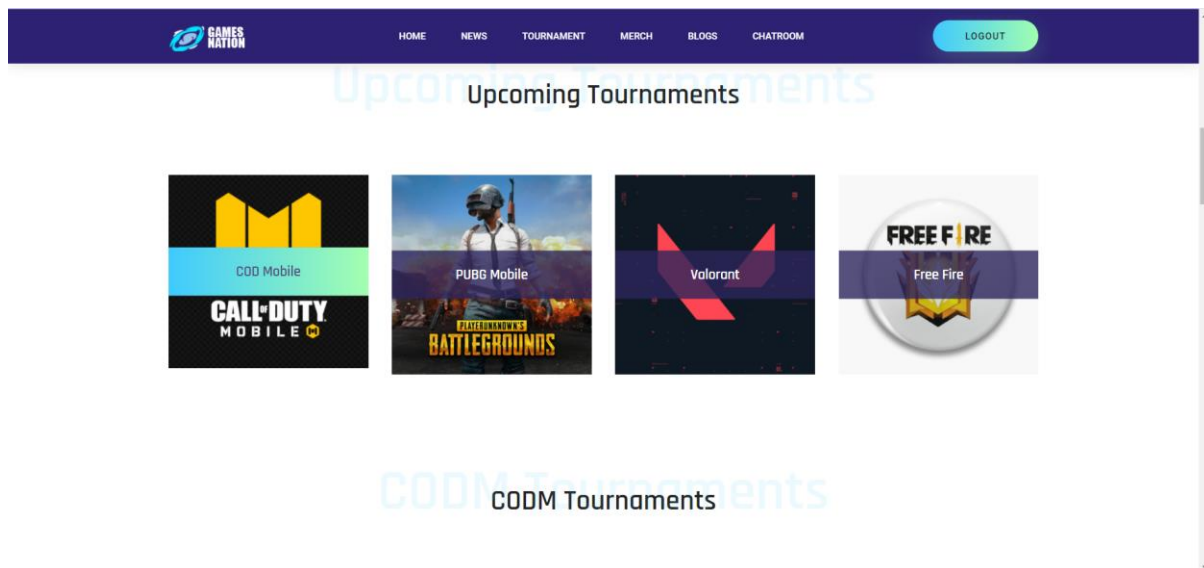 GAMES
NATION
HOME NEWS TOURNAMENT MERCH BLOGS CHATROOM
LOGOUT
Upcoming Tournaments
Upcoming Tournaments
COD Mobile
CALL OF DUTY
MOBILE
PUBG Mobile
PLAYERUNKNOWN'S
BATTLEGROUNDS
Valorant
FREE FIRE
Free Fire
CODM Tournaments
CODM Tournaments